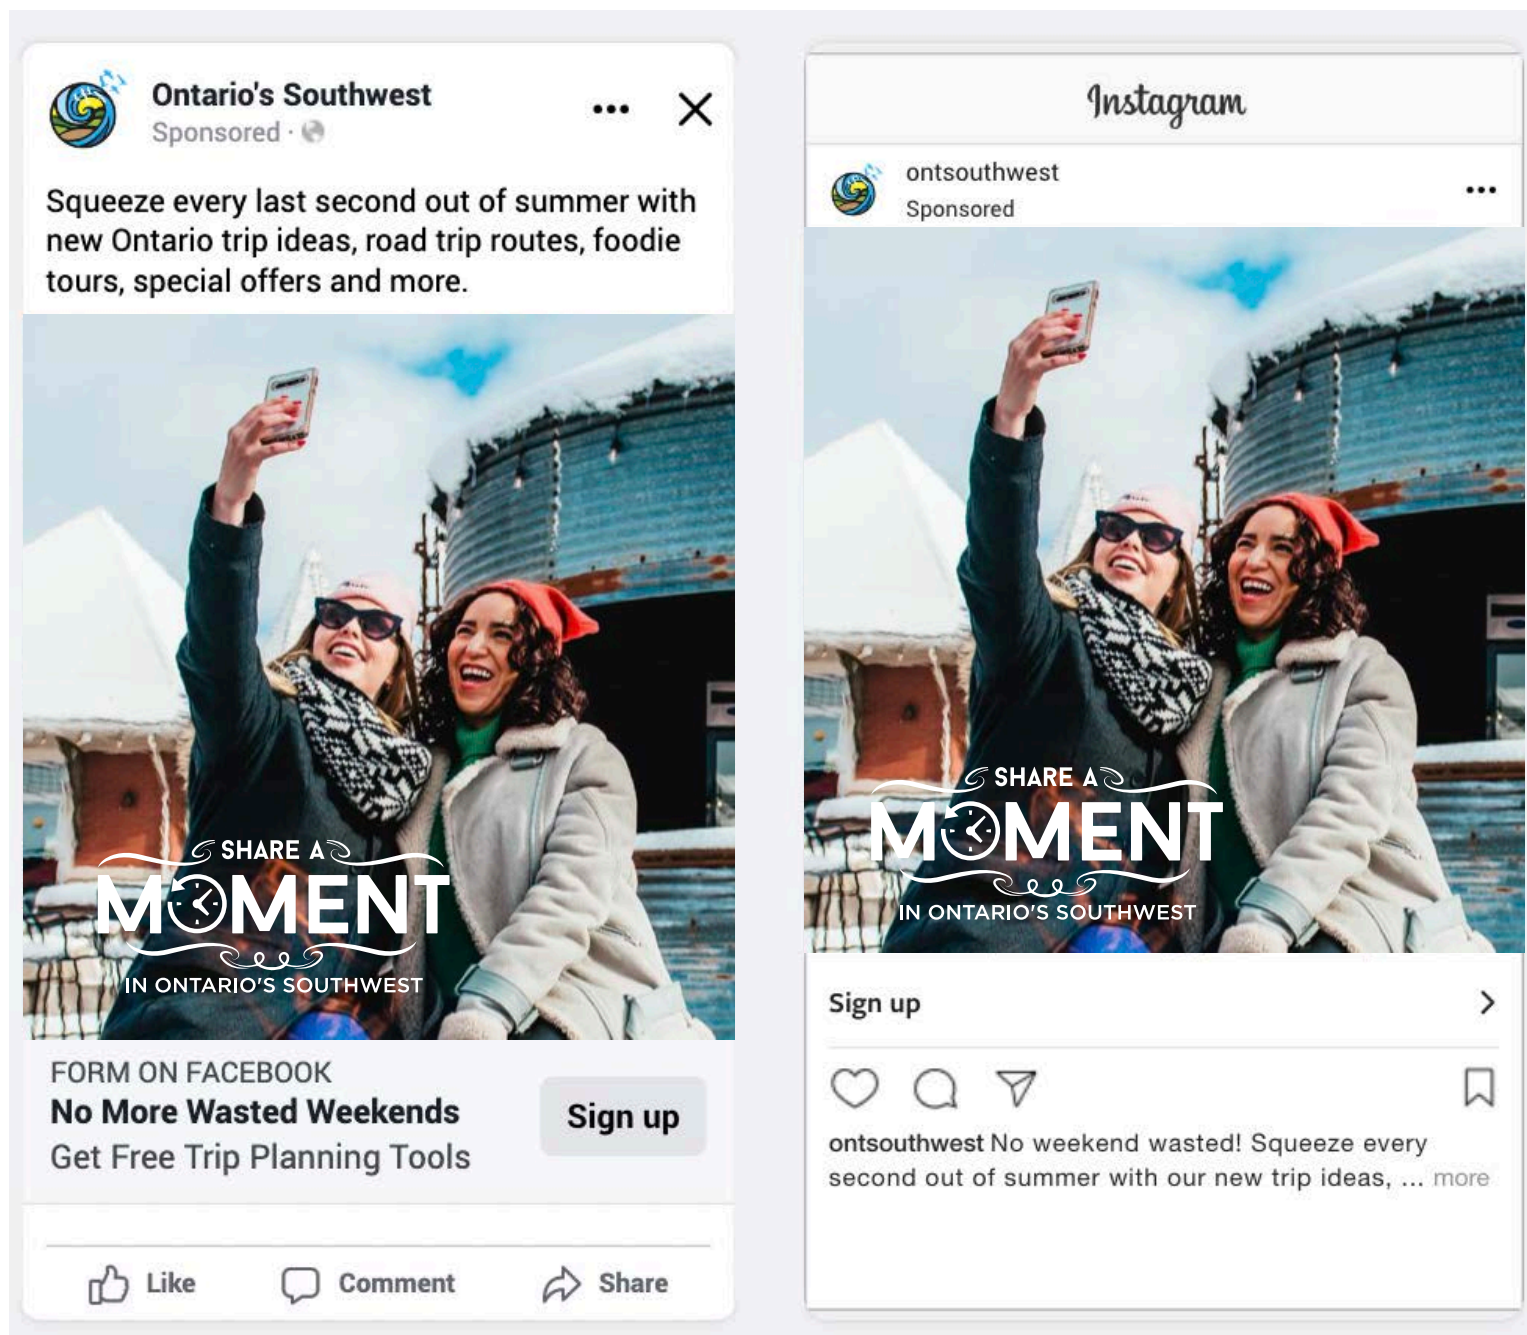 Ontario's Southwest
Sponsored ·
Squeeze every last second out of summer with
new Ontario trip ideas, road trip routes, foodie
tours, special offers and more.
SHARE A
MOMENT
IN ONTARIO'S SOUTHWEST
FORM ON FACEBOOK
No More Wasted Weekends
Get Free Trip Planning Tools
Sign up
Like
Comment
Share
Instagram
ontsouthwest
Sponsored
SHARE A
MOMENT
IN ONTARIO'S SOUTHWEST
Sign up
ontsouthwest No weekend wasted! Squeeze every
second out of summer with our new trip ideas, ... more